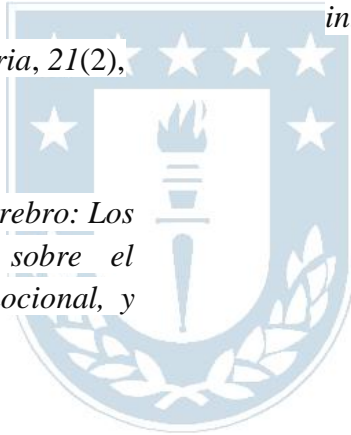 in
ria, 21(2),
rebro: Los
sobre el
ocional, y